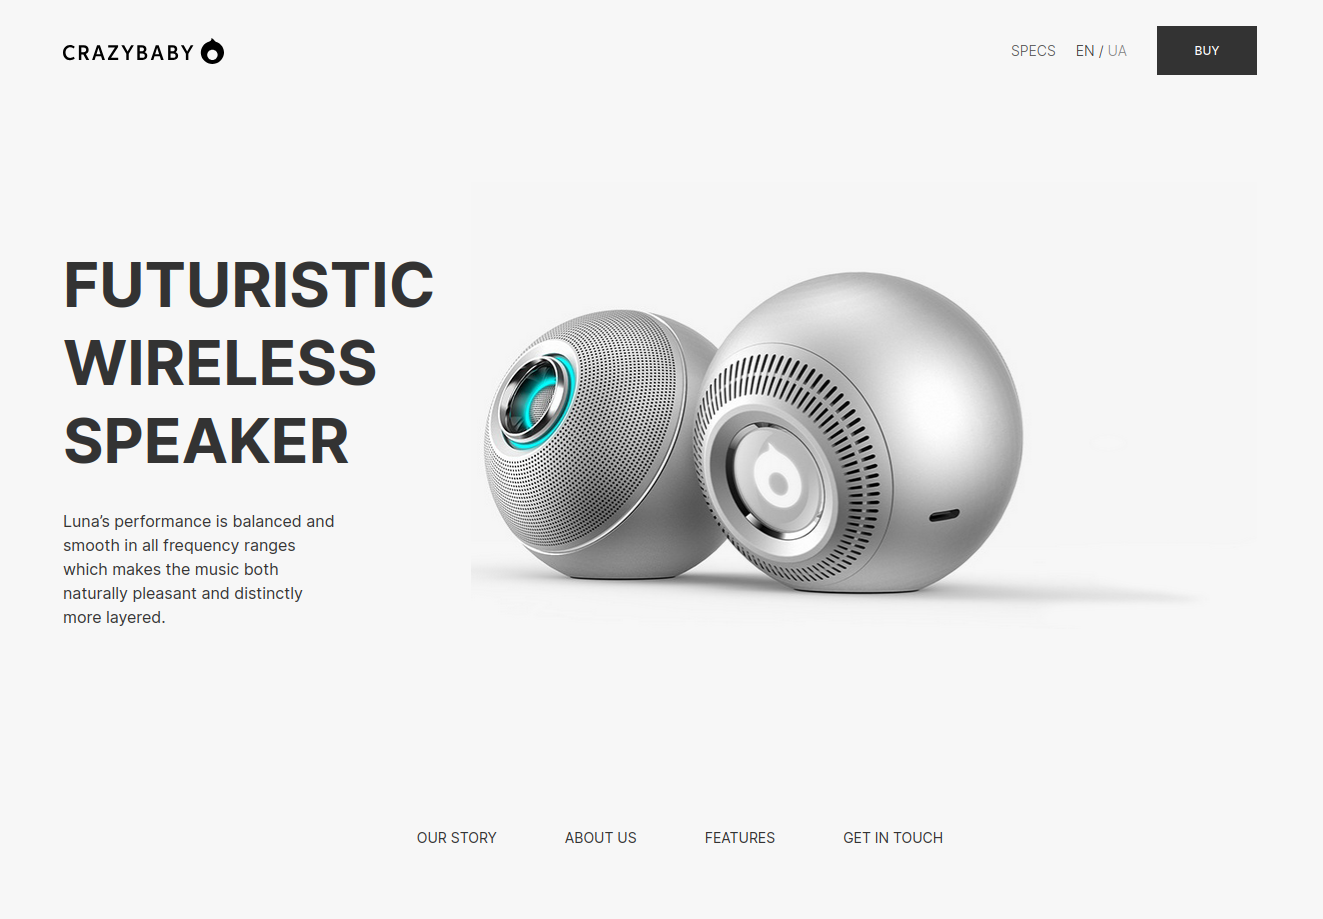 CRAZYBABY
SPECS EN / UA BUY
FUTURISTIC
WIRELESS
SPEAKER
Luna’s performance is balanced and
smooth in all frequency ranges
which makes the music both
naturally pleasant and distinctly
more layered.
OUR STORY ABOUT US FEATURES GET IN TOUCH